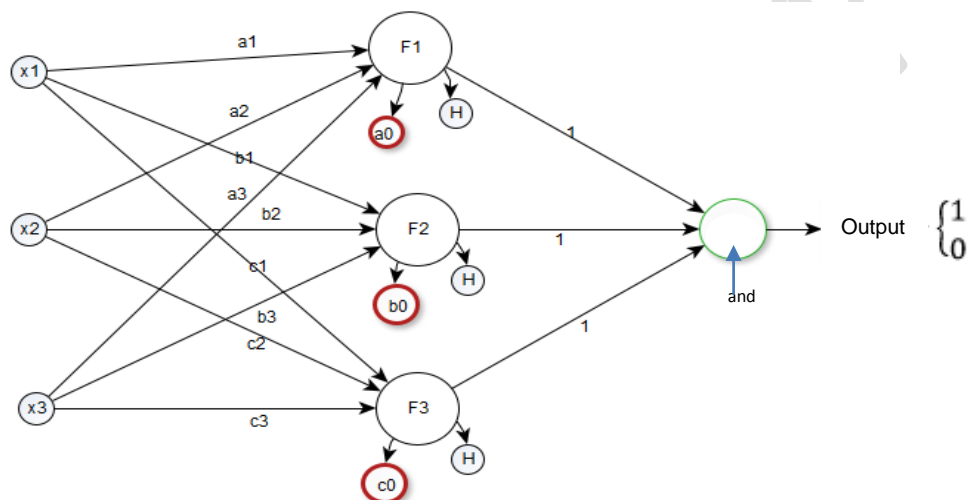 F1
a1
x1
H
a2
a0
1
b1
a3
b2
x2
F2
1
Output {1 0
H
c1
b0
and
b3
1
c2
x3
F3
c3
H
c0